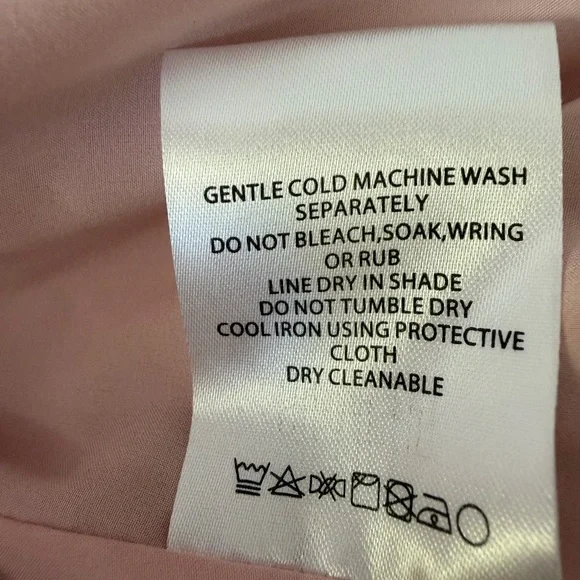 GENTLE COLD MACHINE WASH
SEPARATELY
DO NOT BLEACH,SOAK,WRING
OR RUB
LINE DRY IN SHADE
DO NOT TUMBLE DRY
COOL IRON USING PROTECTIVE
CLOTH
DRY CLEANABLE